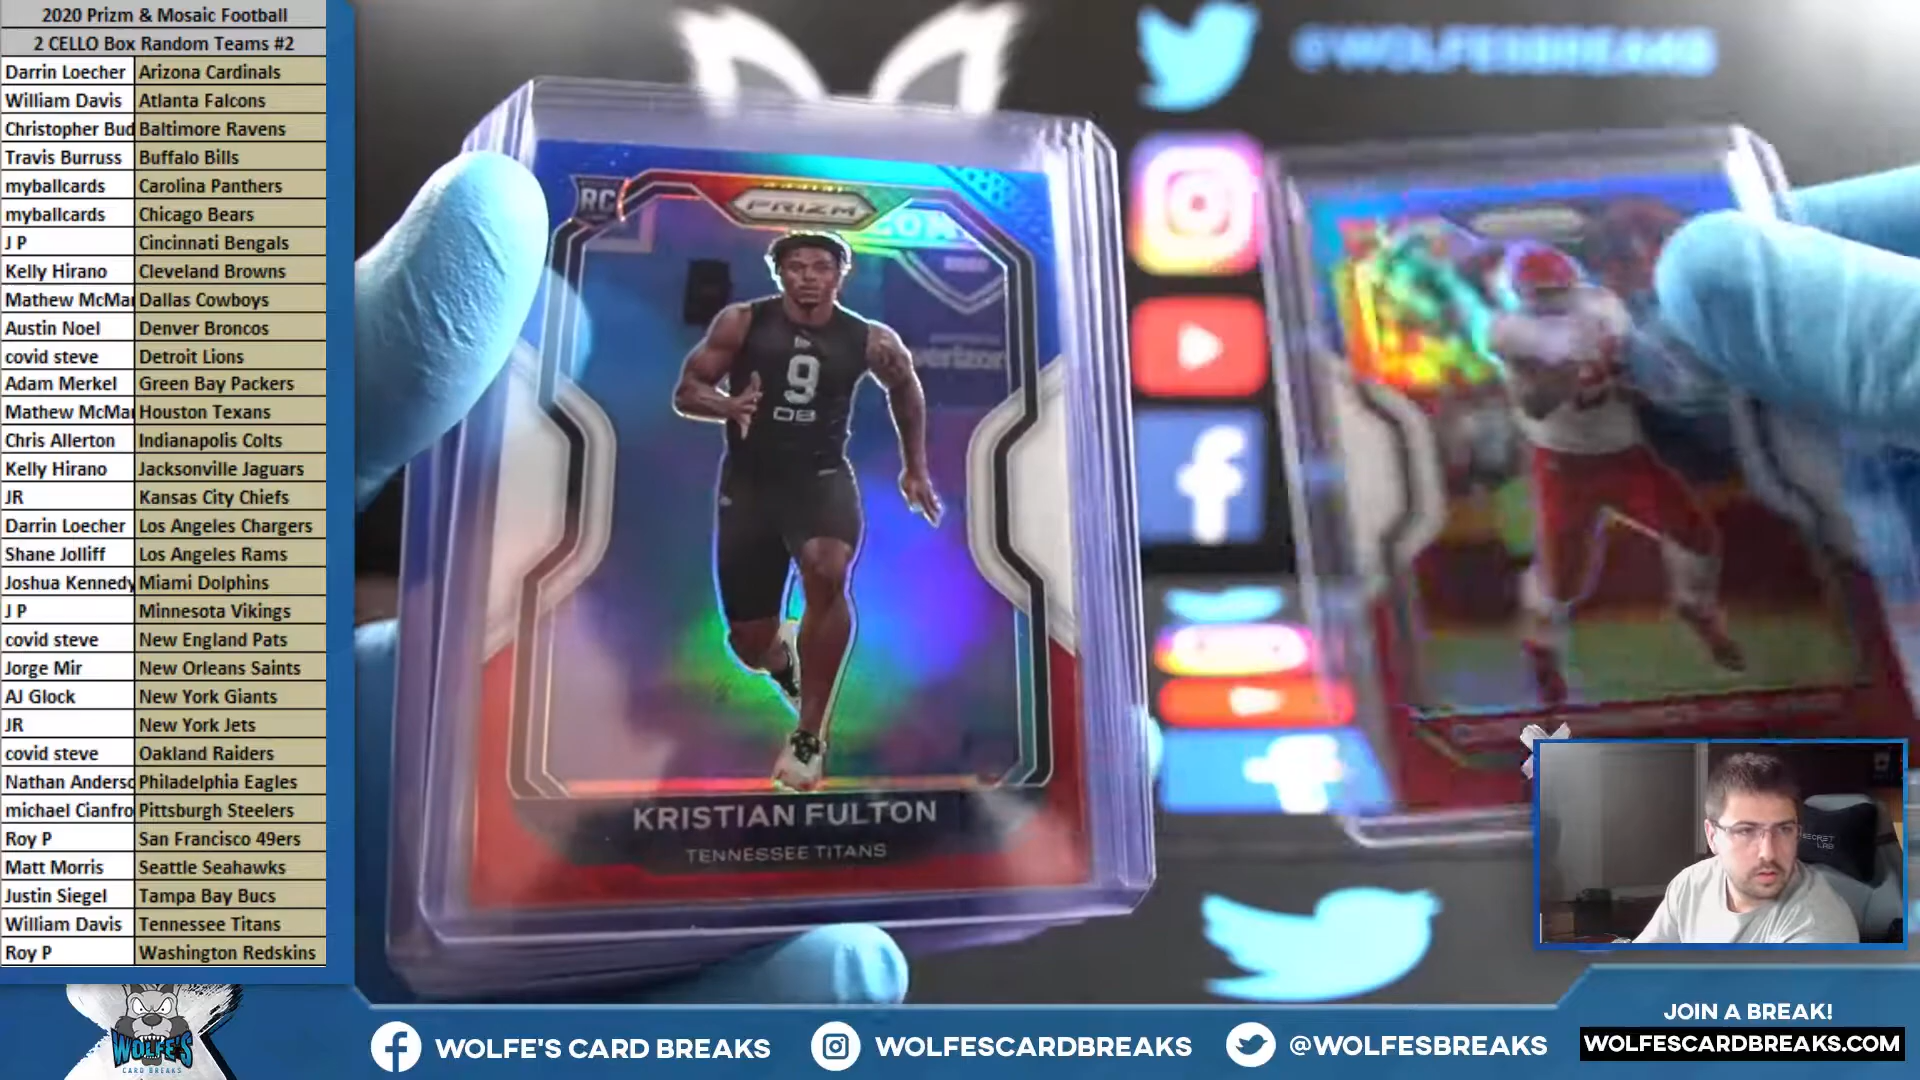 2020 Prizm & Mosaic Football
2 CELLO Box Random Teams #2
Darrin Loecher Arizona Cardinals
William Davis Atlanta Falcons
Christopher Bud Baltimore Ravens
Travis Burruss Buffalo Bills
myballcards Carolina Panthers
myballcards Chicago Bears
J P Cincinnati Bengals
Kelly Hirano Cleveland Browns
Mathew McMa Dallas Cowboys
Austin Noel Denver Broncos
covid steve Detroit Lions
Adam Merkel Green Bay Packers
Mathew McMa Houston Texans
Chris Allerton Indianapolis Colts
Kelly Hirano Jacksonville Jaguars
JR Kansas City Chiefs
Darrin Loecher Los Angeles Chargers
Shane Jolliff Los Angeles Rams
Joshua Kennedy Miami Dolphins
J P Minnesota Vikings
covid steve New England Pats
Jorge Mir New Orleans Saints
AJ Glock New York Giants
JR New York Jets
covid steve Oakland Raiders
Nathan Anderso Philadelphia Eagles
michael Cianfro Pittsburgh Steelers
Roy P San Francisco 49ers
Matt Morris Seattle Seahawks
Justin Siegel Tampa Bay Bucs
William Davis Tennessee Titans
Roy P Washington Redskins
@WOLFESBREAKS
RC
PRIZM
verizon
9
DB
KRISTIAN FULTON
TENNESSEE TITANS
SECRET
LAB
WOLFE'S
CARD BREAKS
WOLFE'S CARD BREAKS
WOLFESCARDBREAKS
@WOLFESBREAKS
JOIN A BREAK!
WOLFESCARDBREAKS.COM